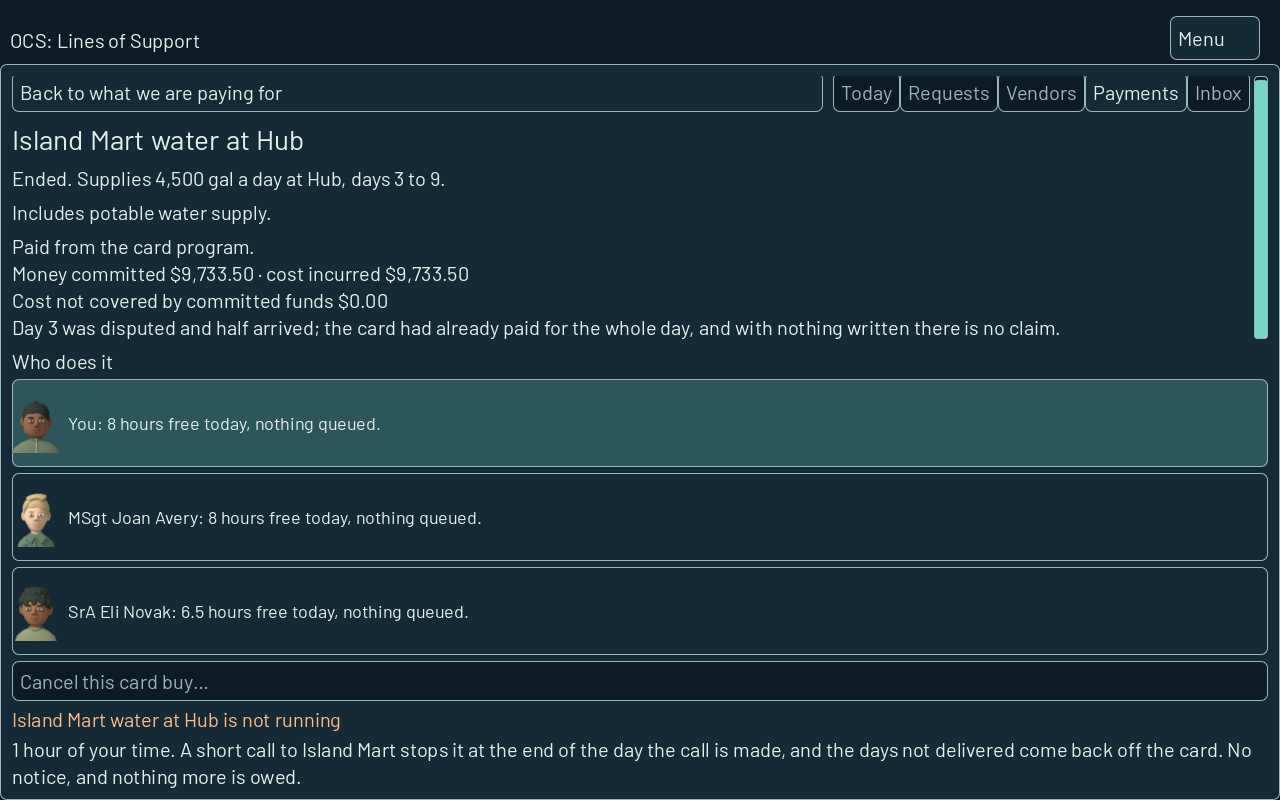 OCS: Lines of Support
Menu
Back to what we are paying for
Today
Requests
Vendors
Payments
Inbox
Island Mart water at Hub
Ended. Supplies 4,500 gal a day at Hub, days 3 to 9.
Includes potable water supply.
Paid from the card program.
Money committed $9,733.50 · cost incurred $9,733.50
Cost not covered by committed funds $0.00
Day 3 was disputed and half arrived; the card had already paid for the whole day, and with nothing written there is no claim.
Who does it
You: 8 hours free today, nothing queued.
MSgt Joan Avery: 8 hours free today, nothing queued.
SrA Eli Novak: 6.5 hours free today, nothing queued.
Cancel this card buy...
Island Mart water at Hub is not running
1 hour of your time. A short call to Island Mart stops it at the end of the day the call is made, and the days not delivered come back off the card. No
notice, and nothing more is owed.